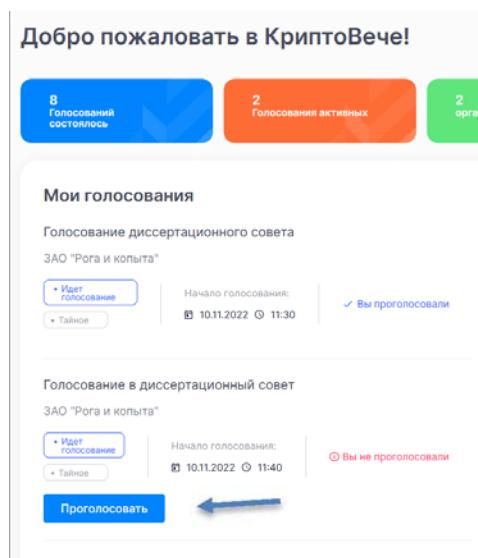 Добро пожаловать в КриптоВече!
8
Голосований
состоялось
2
Голосования активных
2
орга
Мои голосования
Голосование диссертационного совета
ЗАО "Рога и копыта"
• Идет
голосование
• Тайное
Начало голосования:
10.11.2022 11:30
Вы проголосовали
Голосование в диссертационный совет
ЗАО "Рога и копыта"
• Идет
голосование
• Тайное
Начало голосования:
10.11.2022 11:40
Вы не проголосовали
Проголосовать